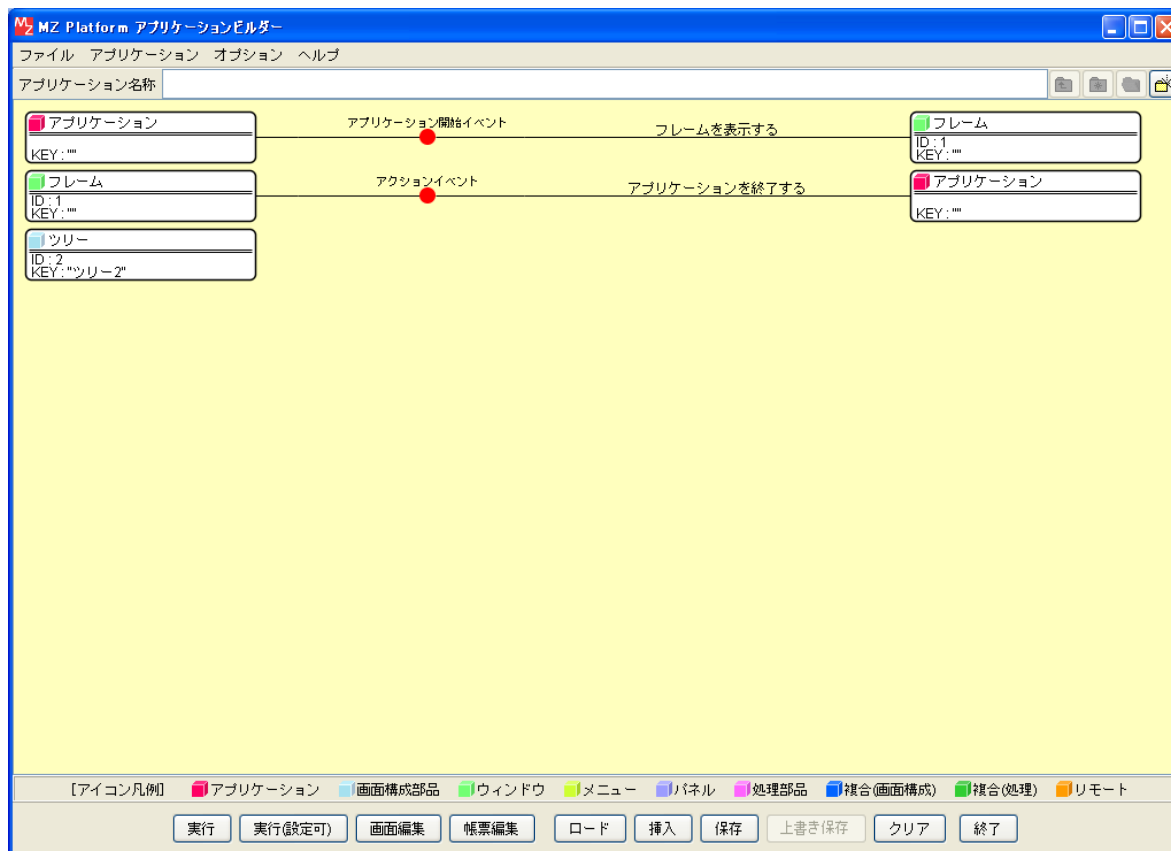 MZ Platform アプリケーションビルダー
ファイル アプリケーション オプション ヘルプ
アプリケーション名称
アプリケーション アプリケーション開始イベント フレームを表示する フレーム
KEY:"" ID:1
KEY:""
フレーム アクションイベント アプリケーションを終了する アプリケーション
ID:1
KEY:"" KEY:""
ツリー
ID:2
KEY:"ツリー2"
[アイコン凡例] アプリケーション 画面構成部品 ウィンドウ メニュー パネル 処理部品 複合(画面構成) 複合(処理) リモート
実行 実行(設定可) 画面編集 帳票編集 ロード 挿入 保存 上書き保存 クリア 終了